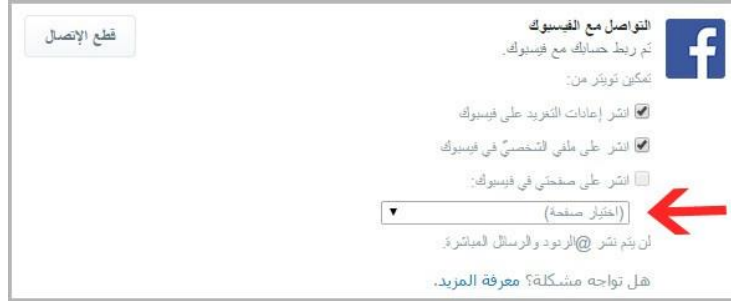 التواصل مع الفيسبوك
قطع الإتصال
تم ربط حسابك مع فيسبوك.
تمكين تويتر من:
انشر إعادات التغريد على فيسبوك
انشر على ملفي الشخصيّ في فيسبوك
انشر على صفحتي في فيسبوك:
(اختيار صفحة)
لن يتم نشر @الردود والرسائل المباشرة.
هل تواجه مشكلة؟ معرفة المزيد.